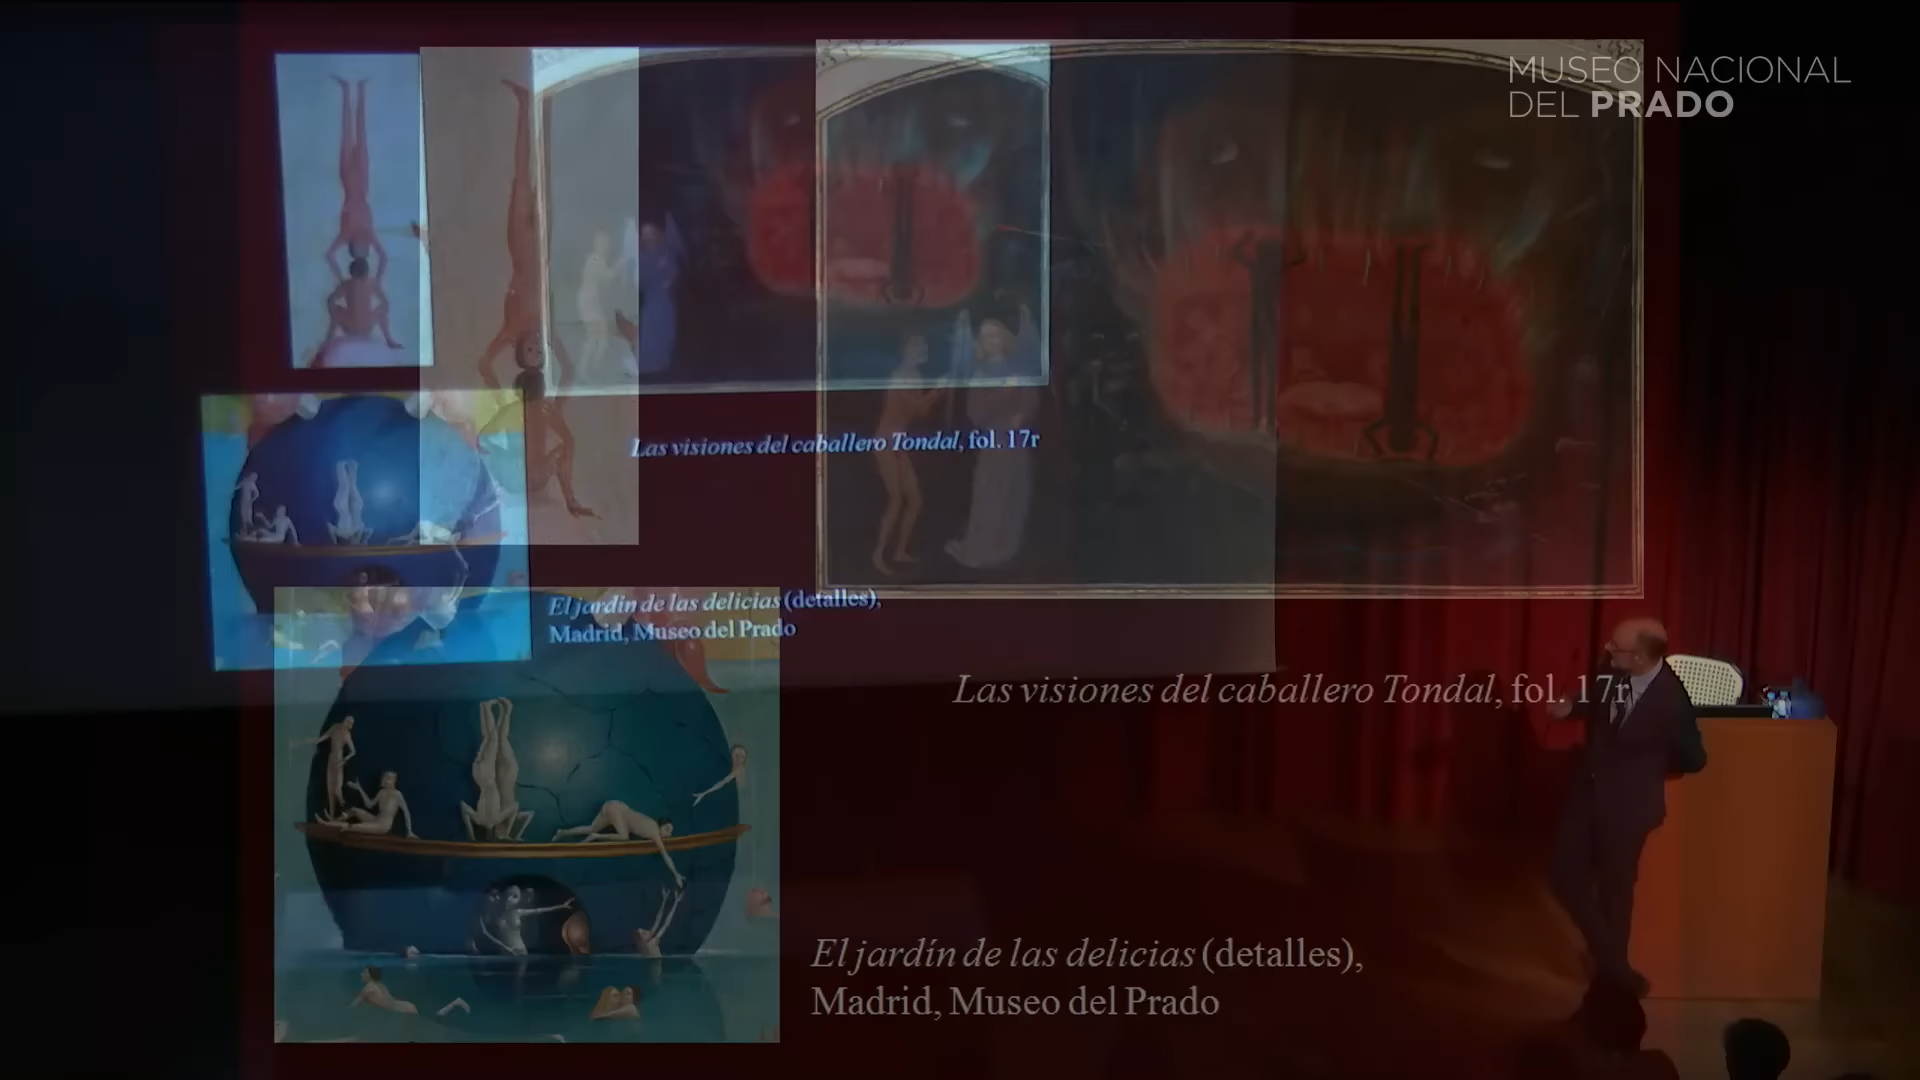 MUSEO NACIONAL
DEL PRADO
Las visiones del caballero Tondal, fol. 17r
El jardín de las delicias (detalles),
Madrid, Museo del Prado
Las visiones del caballero Tondal, fol. 17r
El jardín de las delicias (detalles),
Madrid, Museo del Prado